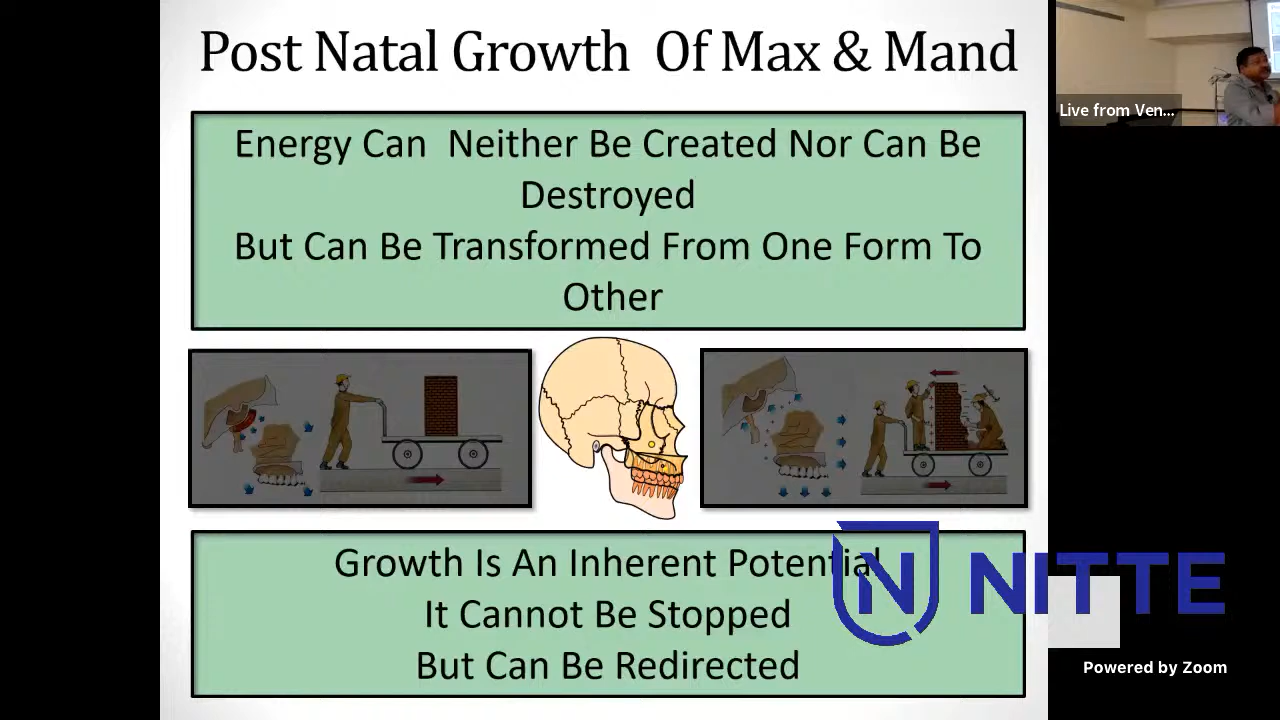 Post Natal Growth Of Max & Mand
Energy Can Neither Be Created Nor Can Be
Destroyed
But Can Be Transformed From One Form To
Other
Growth Is An Inherent Potential
It Cannot Be Stopped
But Can Be Redirected
Live from Ven...
N NITTE
Powered by Zoom